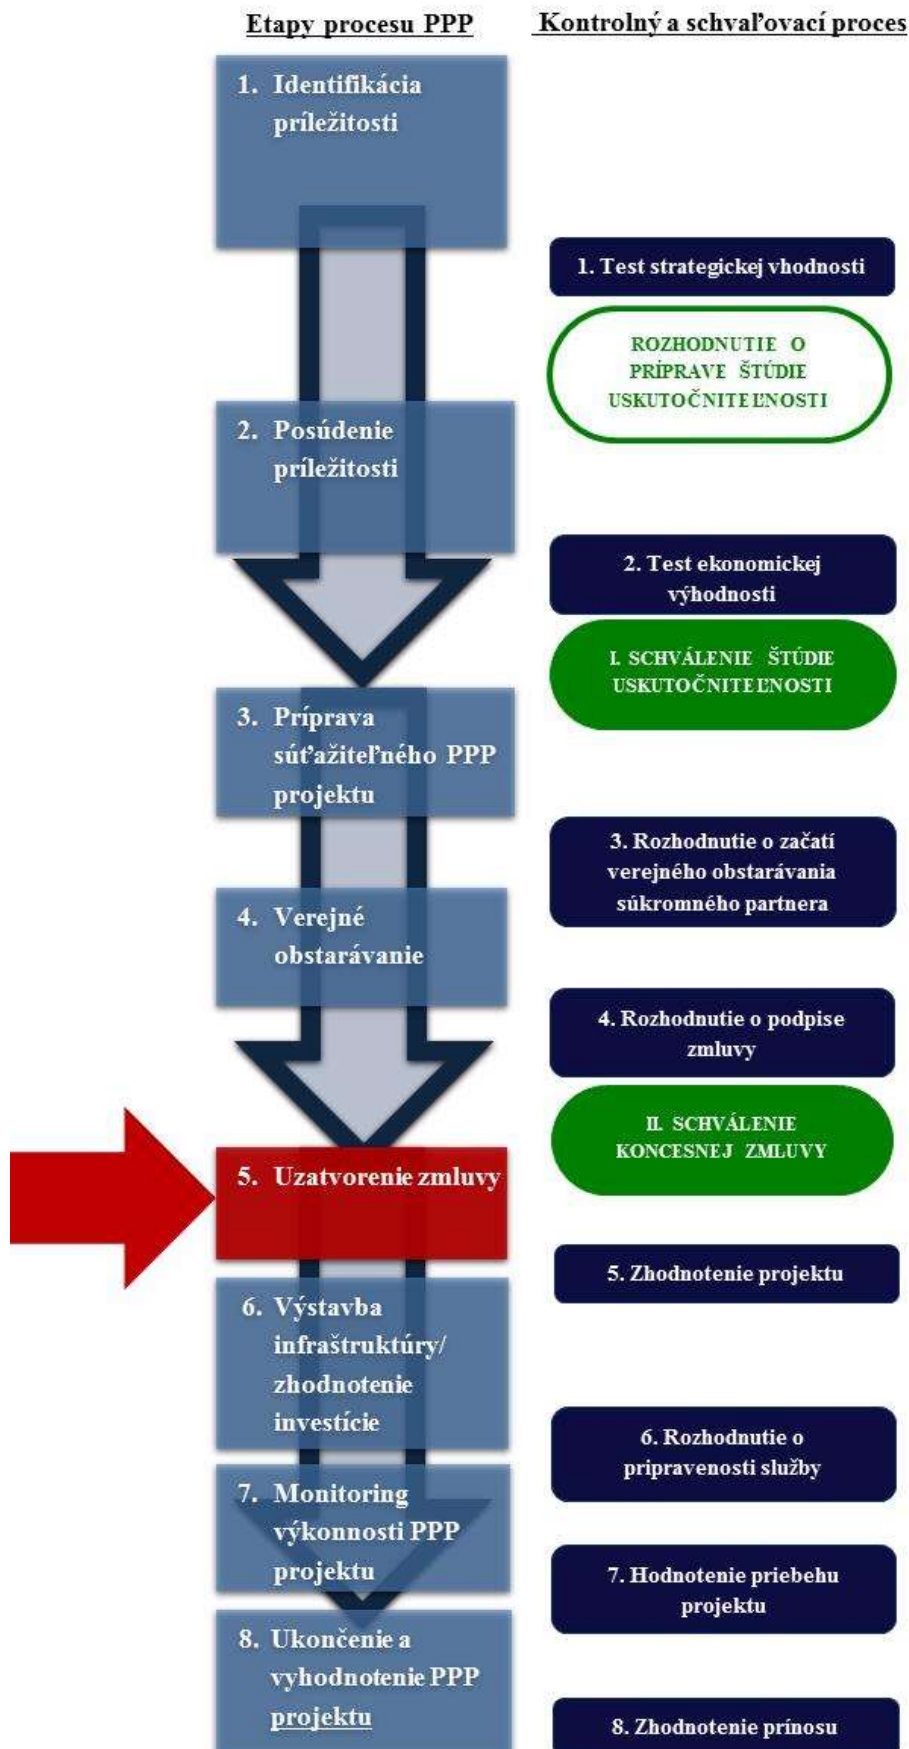 Etapy procesu PPP
Kontrolný a schvaľovací proces
1. Identifikácia
príležitosti
1. Test strategickej vhodnosti
ROZHODNUTIE O
PRÍPRAVE ŠTÚDIE
USKUTOČNITEĽNOSTI
2. Posúdenie
príležitosti
2. Test ekonomickej
výhodnosti
I. SCHVÁLENIE ŠTÚDIE
USKUTOČNITEĽNOSTI
3. Príprava
súťažiteľného PPP
projektu
3. Rozhodnutie o začatí
verejného obstarávania
súkromného partnera
4. Verejné
obstarávanie
4. Rozhodnutie o podpise
zmluvy
II. SCHVÁLENIE
KONCESNEJ ZMLUVY
5. Uzatvorenie zmluvy
5. Zhodnotenie projektu
6. Výstavba
infraštruktúry/
zhodnotenie
investície
6. Rozhodnutie o
pripravenosti služby
7. Monitoring
výkonnosti PPP
projektu
7. Hodnotenie priebehu
projektu
8. Ukončenie a
vyhodnotenie PPP
projektu
8. Zhodnotenie prínosu